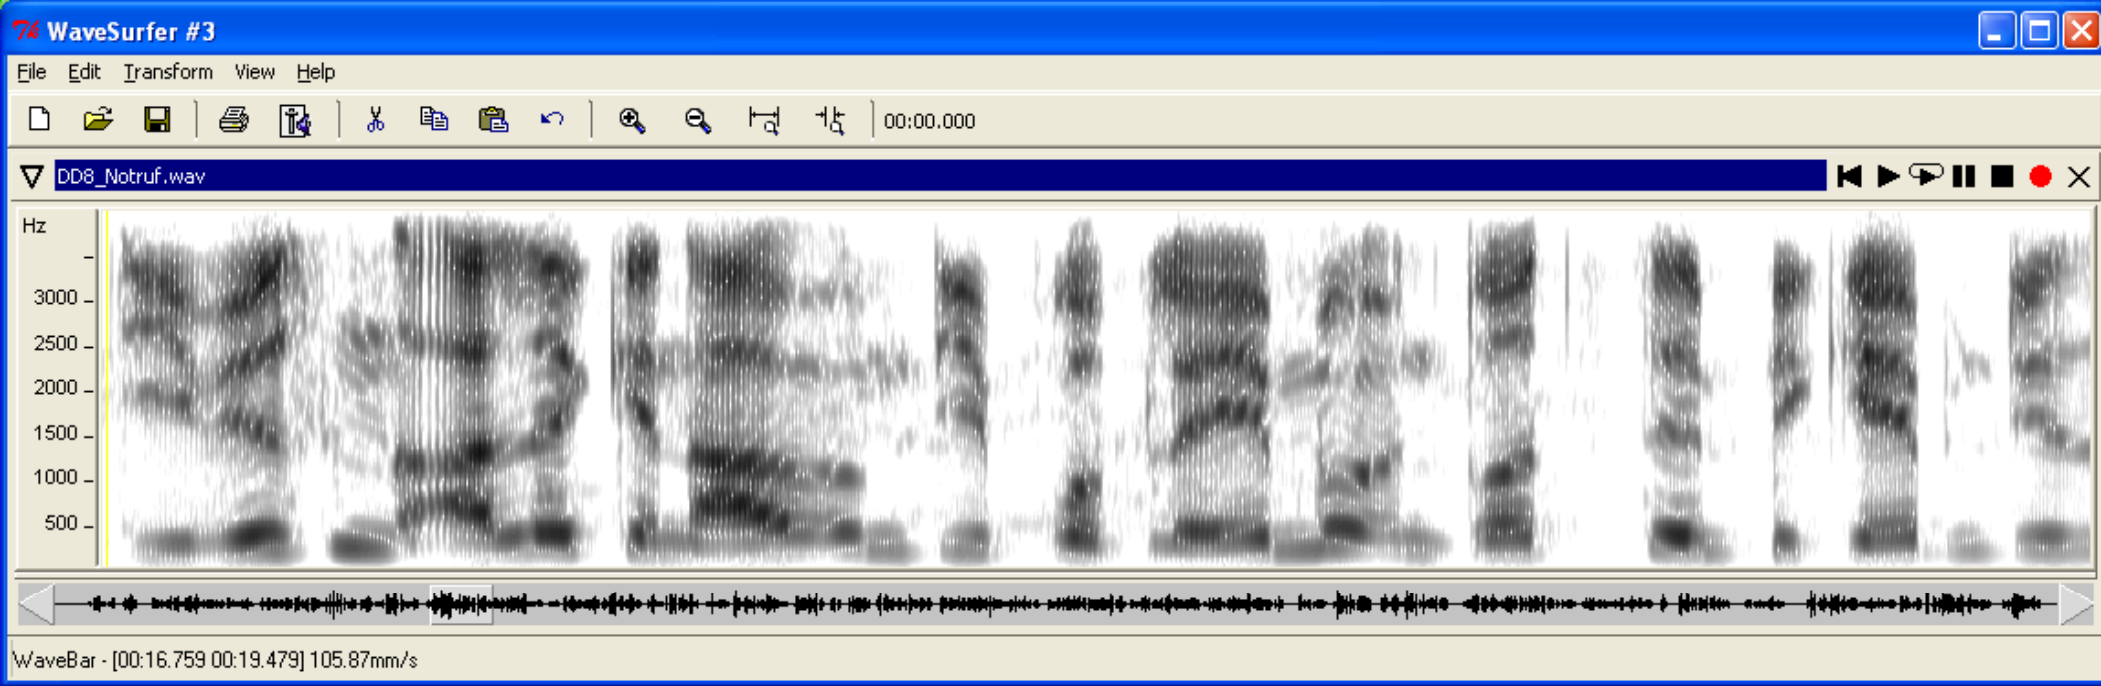 WaveSurfer #3
File Edit Transform View Help
00:00.000
DD8_Notruf.wav
Hz
3000
2500
2000
1500
1000
500
WaveBar - [00:16.759 00:19.479] 105.87mm/s